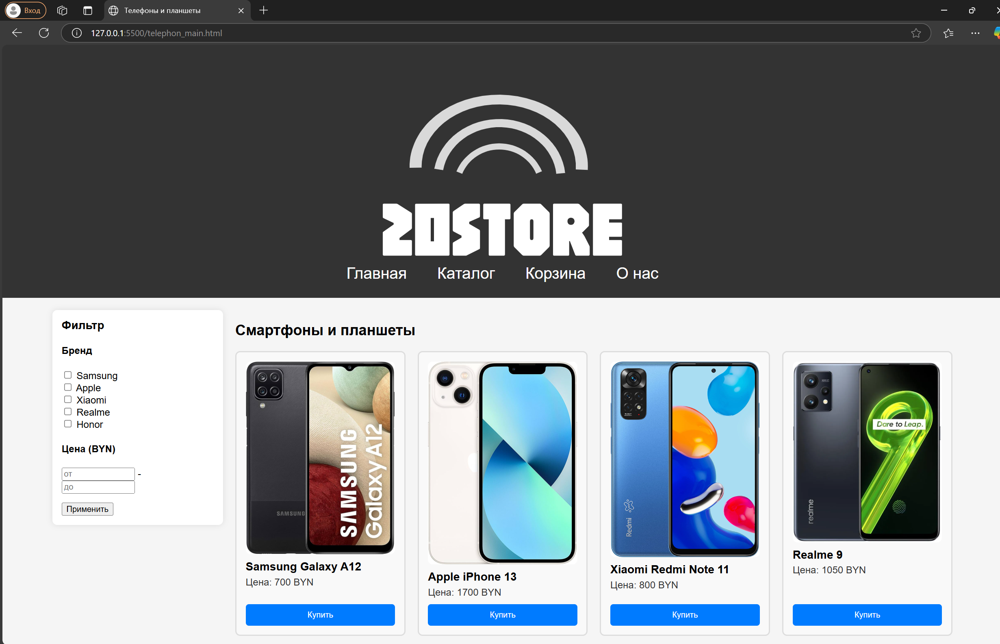 Вход
Телефоны и планшеты
127.0.0.1:5500/telephon_main.html
20STORE
Главная Каталог Корзина О нас
Фильтр
Бренд
Samsung
Apple
Xiaomi
Realme
Honor
Цена (BYN)
от -
до
Применить
Смартфоны и планшеты
SAMSUNG
SAMSUNG
Galaxy A12
Samsung Galaxy A12
Цена: 700 BYN
Купить
Apple iPhone 13
Цена: 1700 BYN
Купить
Redmi
Xiaomi Redmi Note 11
Цена: 800 BYN
Купить
realme
Dare to Leap.
Realme 9
Цена: 1050 BYN
Купить